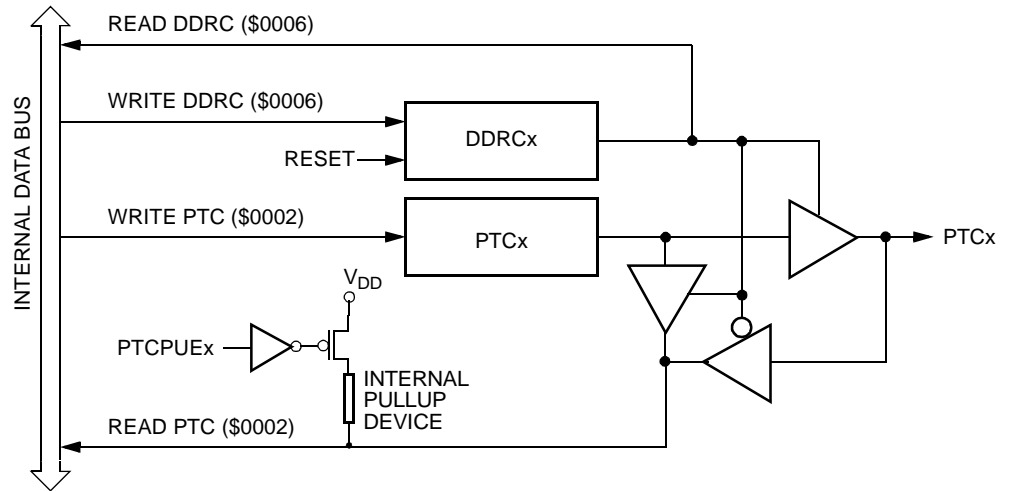 READ DDRC ($0006)
WRITE DDRC ($0006)
DDRCx
RESET
WRITE PTC ($0002)
PTCx
PTCx
VDD
PTCPUEx
INTERNAL
PULLUP
DEVICE
READ PTC ($0002)
INTERNAL DATA BUS